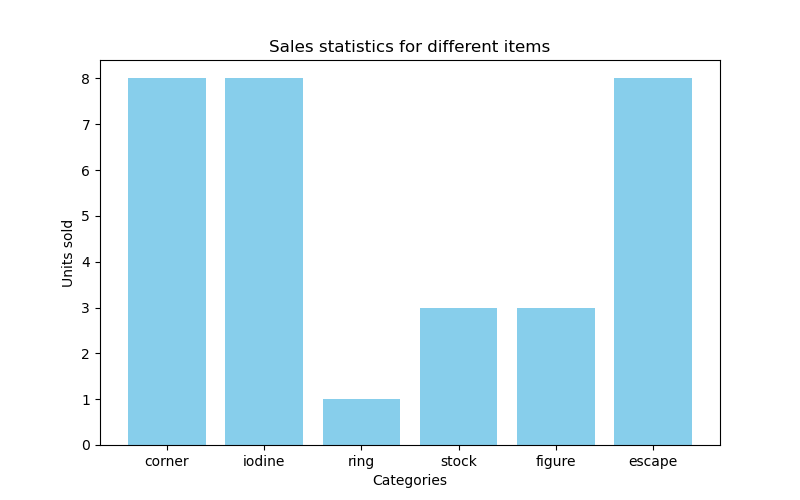 Sales statistics for different items
Units sold
8
7
6
5
4
3
2
1
0
corner iodine ring stock figure escape
Categories